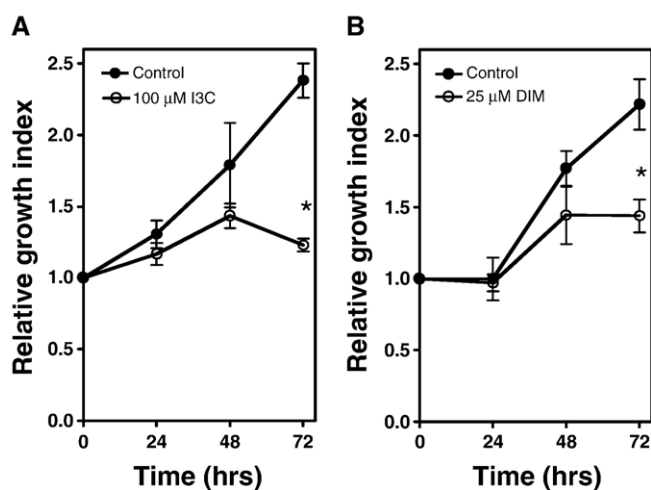 A
Relative growth index
2.5
2.0
1.5
1.0
0.5
0.0
Control
100 µM I3C
*
0
24
48
72
Time (hrs)
B
Relative growth index
2.5
2.0
1.5
1.0
0.5
0.0
Control
25 µM DIM
*
0
24
48
72
Time (hrs)